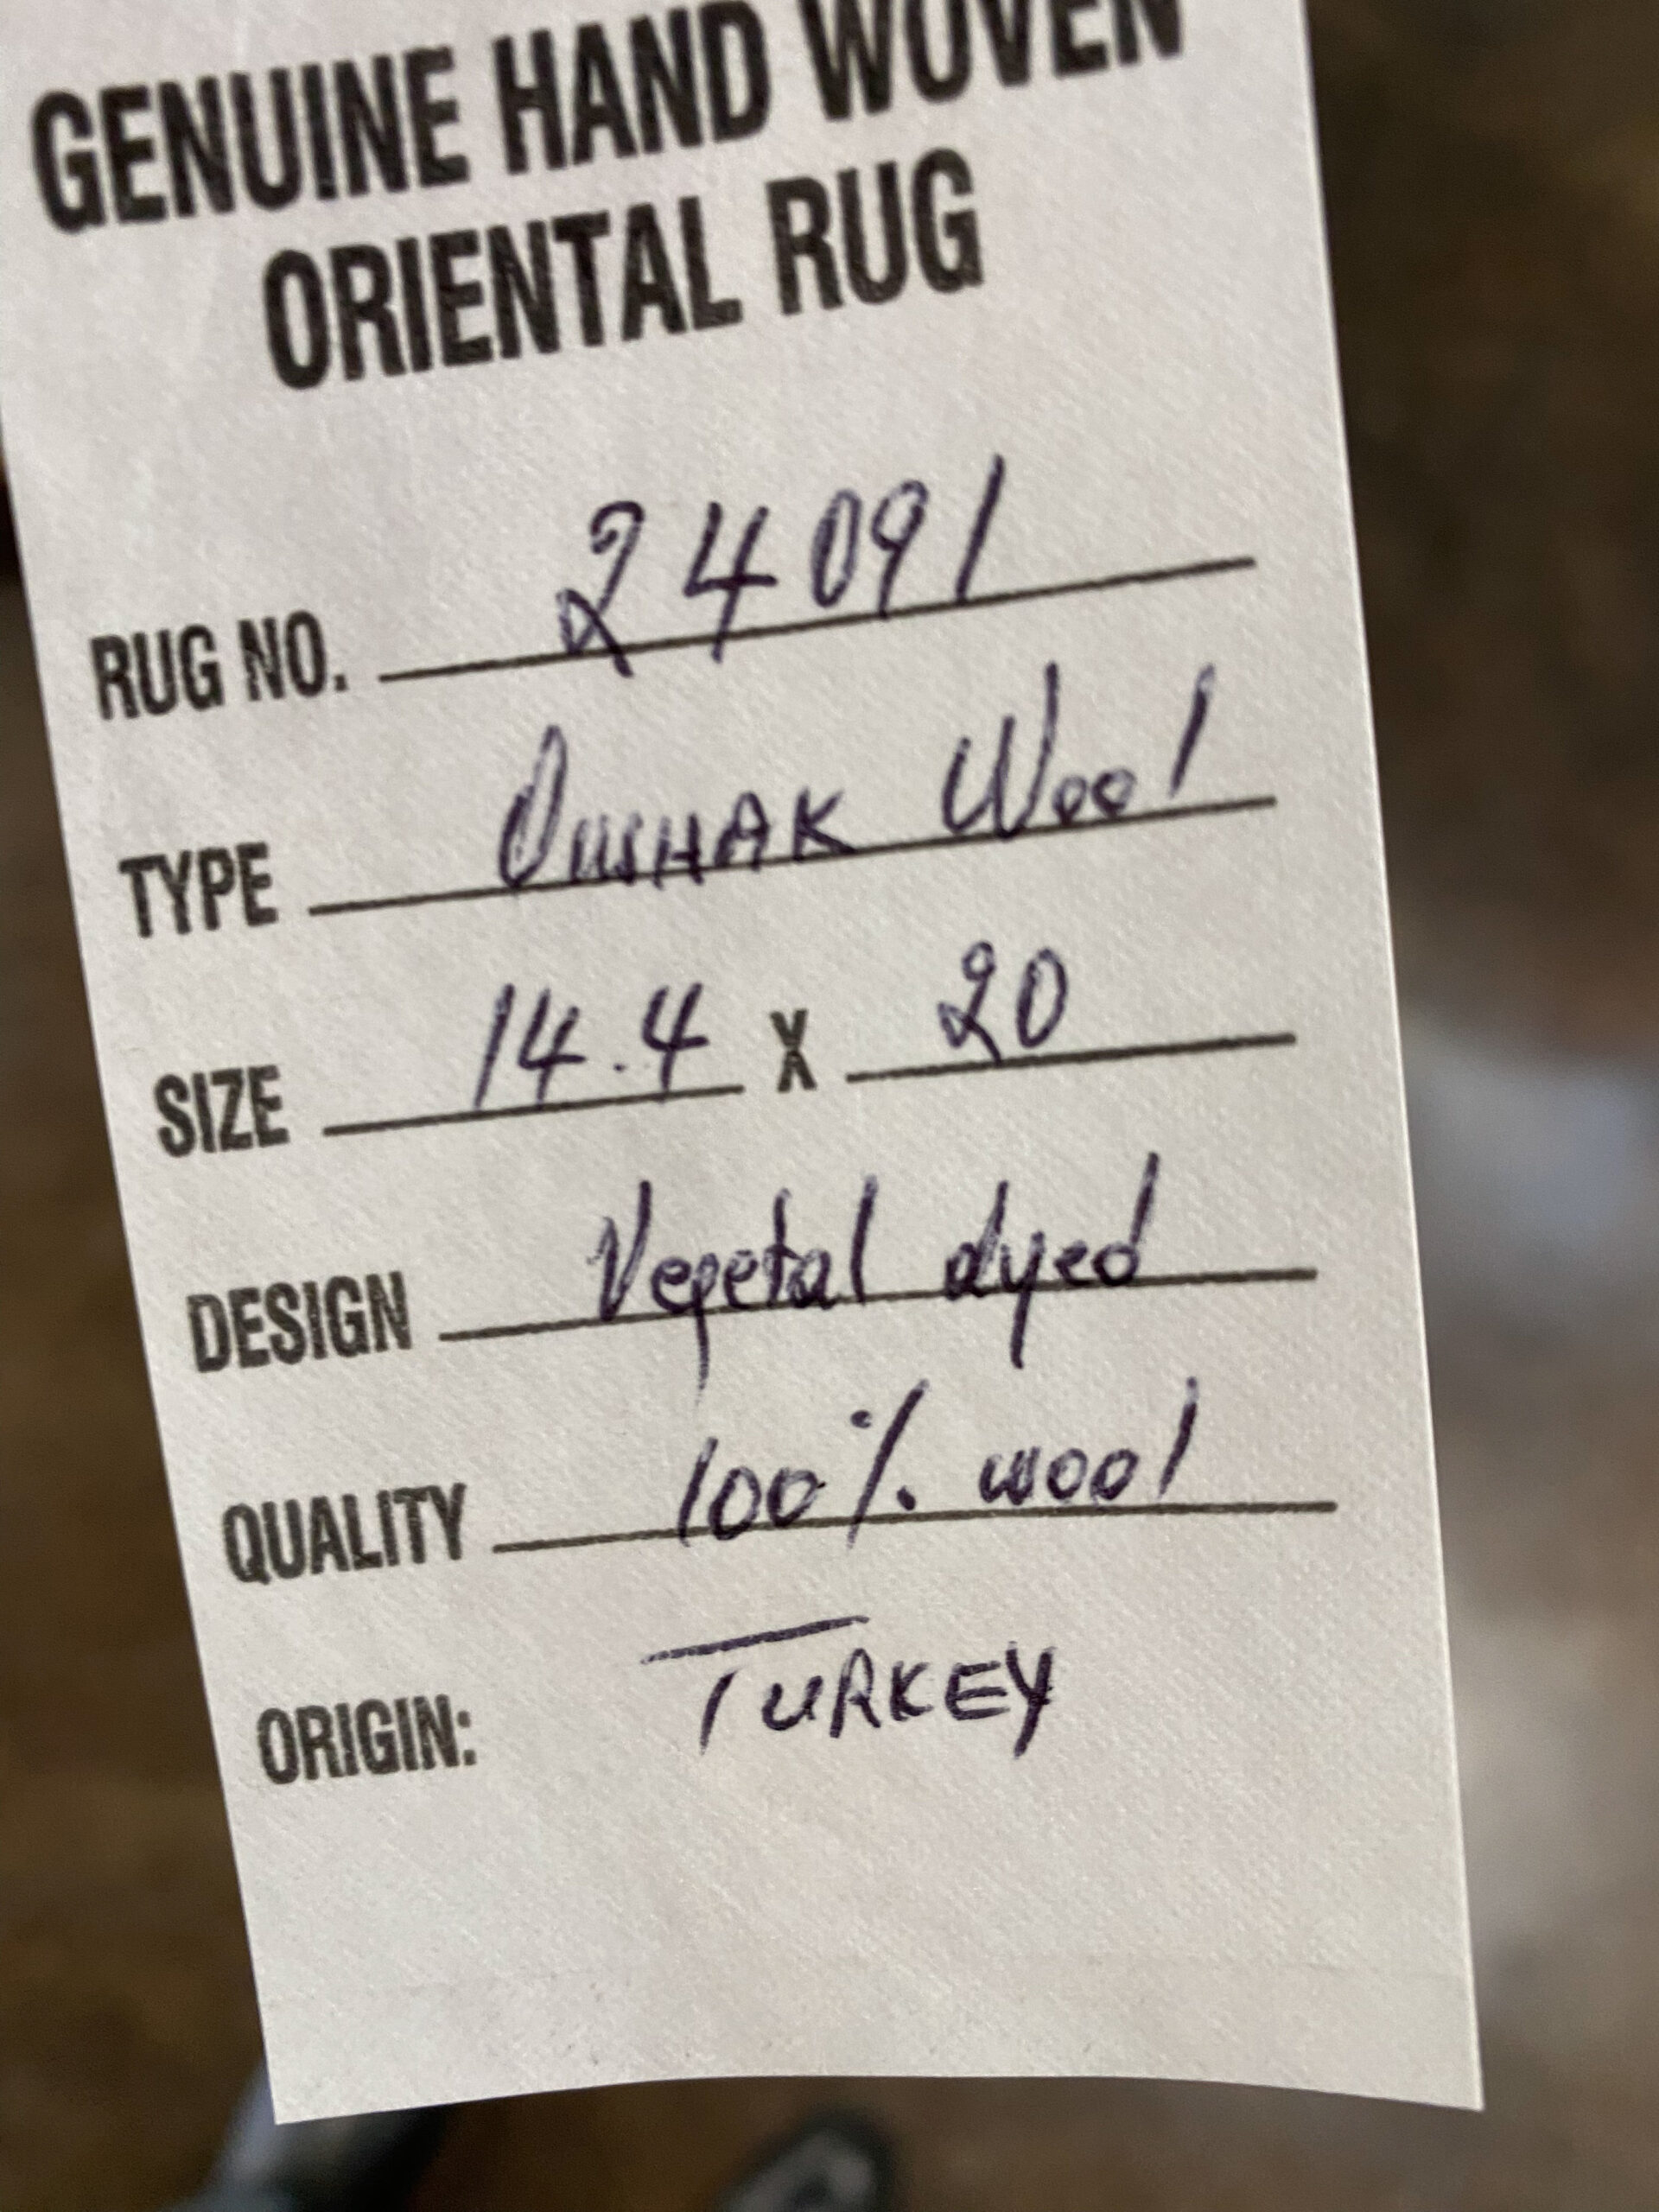 GENUINE HAND WOVEN
ORIENTAL RUG
RUG NO. 24091
TYPE OUSHAK Wool
SIZE 14.4 X 20
DESIGN Vegetal dyed
QUALITY 100% wool
ORIGIN: TURKEY